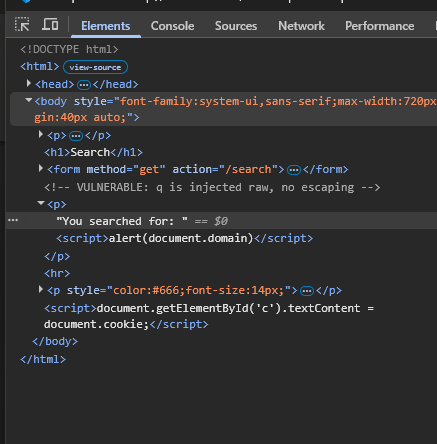 Elements Console Sources Network Performance
<!DOCTYPE html>
<html> view-source
<head> … </head>
<body style="font-family:system-ui,sans-serif;max-width:720px
gin:40px auto;">
<p> … </p>
<h1>Search</h1>
<form method="get" action="/search"> … </form>
<!-- VULNERABLE: q is injected raw, no escaping -->
<p>
"You searched for: " == $0
<script>alert(document.domain)</script>
</p>
<hr>
<p style="color:#666;font-size:14px;"> … </p>
<script>document.getElementById('c').textContent =
document.cookie;</script>
</body>
</html>